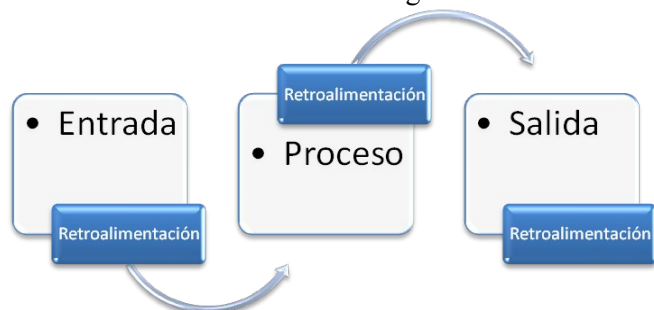 • Entrada
Retroalimentación
Retroalimentación
• Proceso
• Salida
Retroalimentación